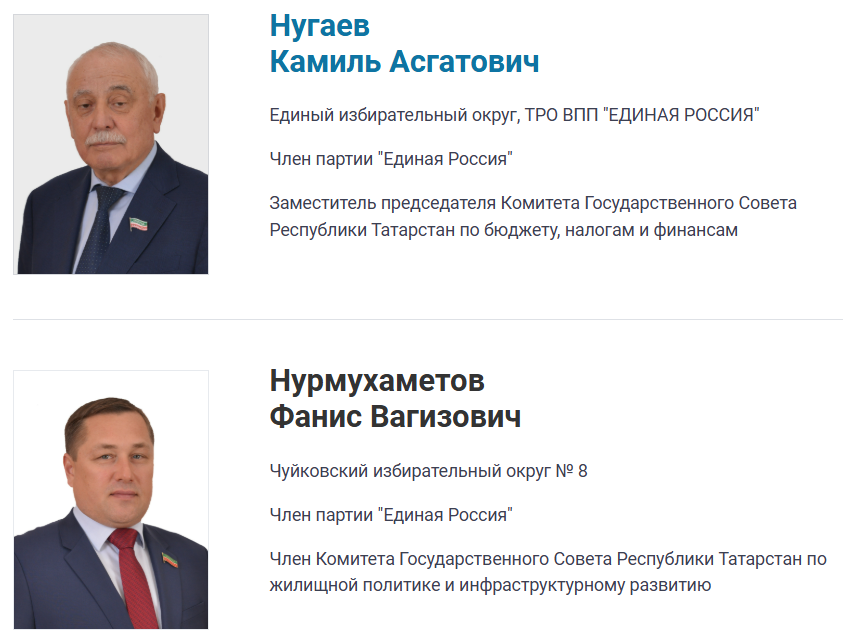 Нугаев
Камиль Асгатович
Единый избирательный округ, ТРО ВПП "ЕДИНАЯ РОССИЯ"
Член партии "Единая Россия"
Заместитель председателя Комитета Государственного Совета
Республики Татарстан по бюджету, налогам и финансам
Нурмухаметов
Фанис Вагизович
Чуйковский избирательный округ № 8
Член партии "Единая Россия"
Член Комитета Государственного Совета Республики Татарстан по
жилищной политике и инфраструктурному развитию